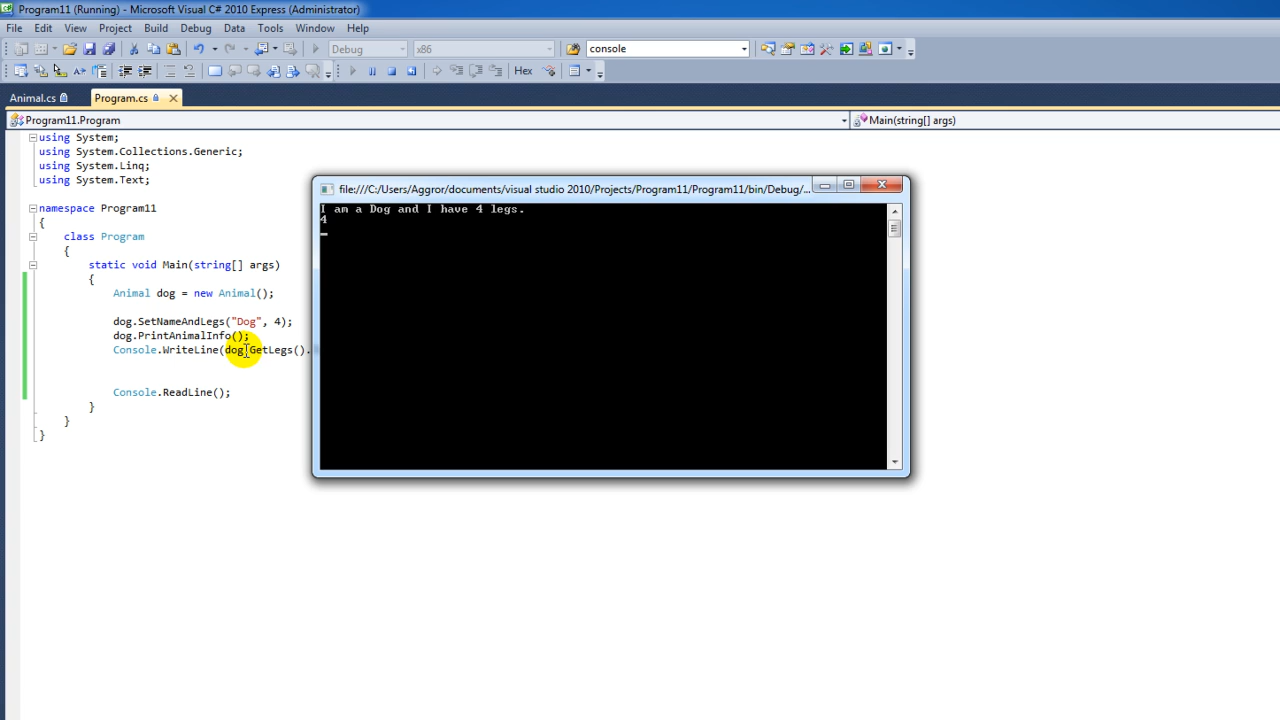 Program11 (Running) - Microsoft Visual C# 2010 Express (Administrator)
File Edit View Project Build Debug Data Tools Window Help
Debug x86 console
Hex
Animal.cs Program.cs
Program11.Program Main(string[] args)
using System;
using System.Collections.Generic;
using System.Linq;
using System.Text;
namespace Program11
{
class Program
{
static void Main(string[] args)
{
Animal dog = new Animal();
dog.SetNameAndLegs("Dog", 4);
dog.PrintAnimalInfo();
Console.WriteLine(dog.GetLegs().
Console.ReadLine();
}
}
}
file:///C:/Users/Aggror/documents/visual studio 2010/Projects/Program11/Program11/bin/Debug/...
I am a Dog and I have 4 legs.
4